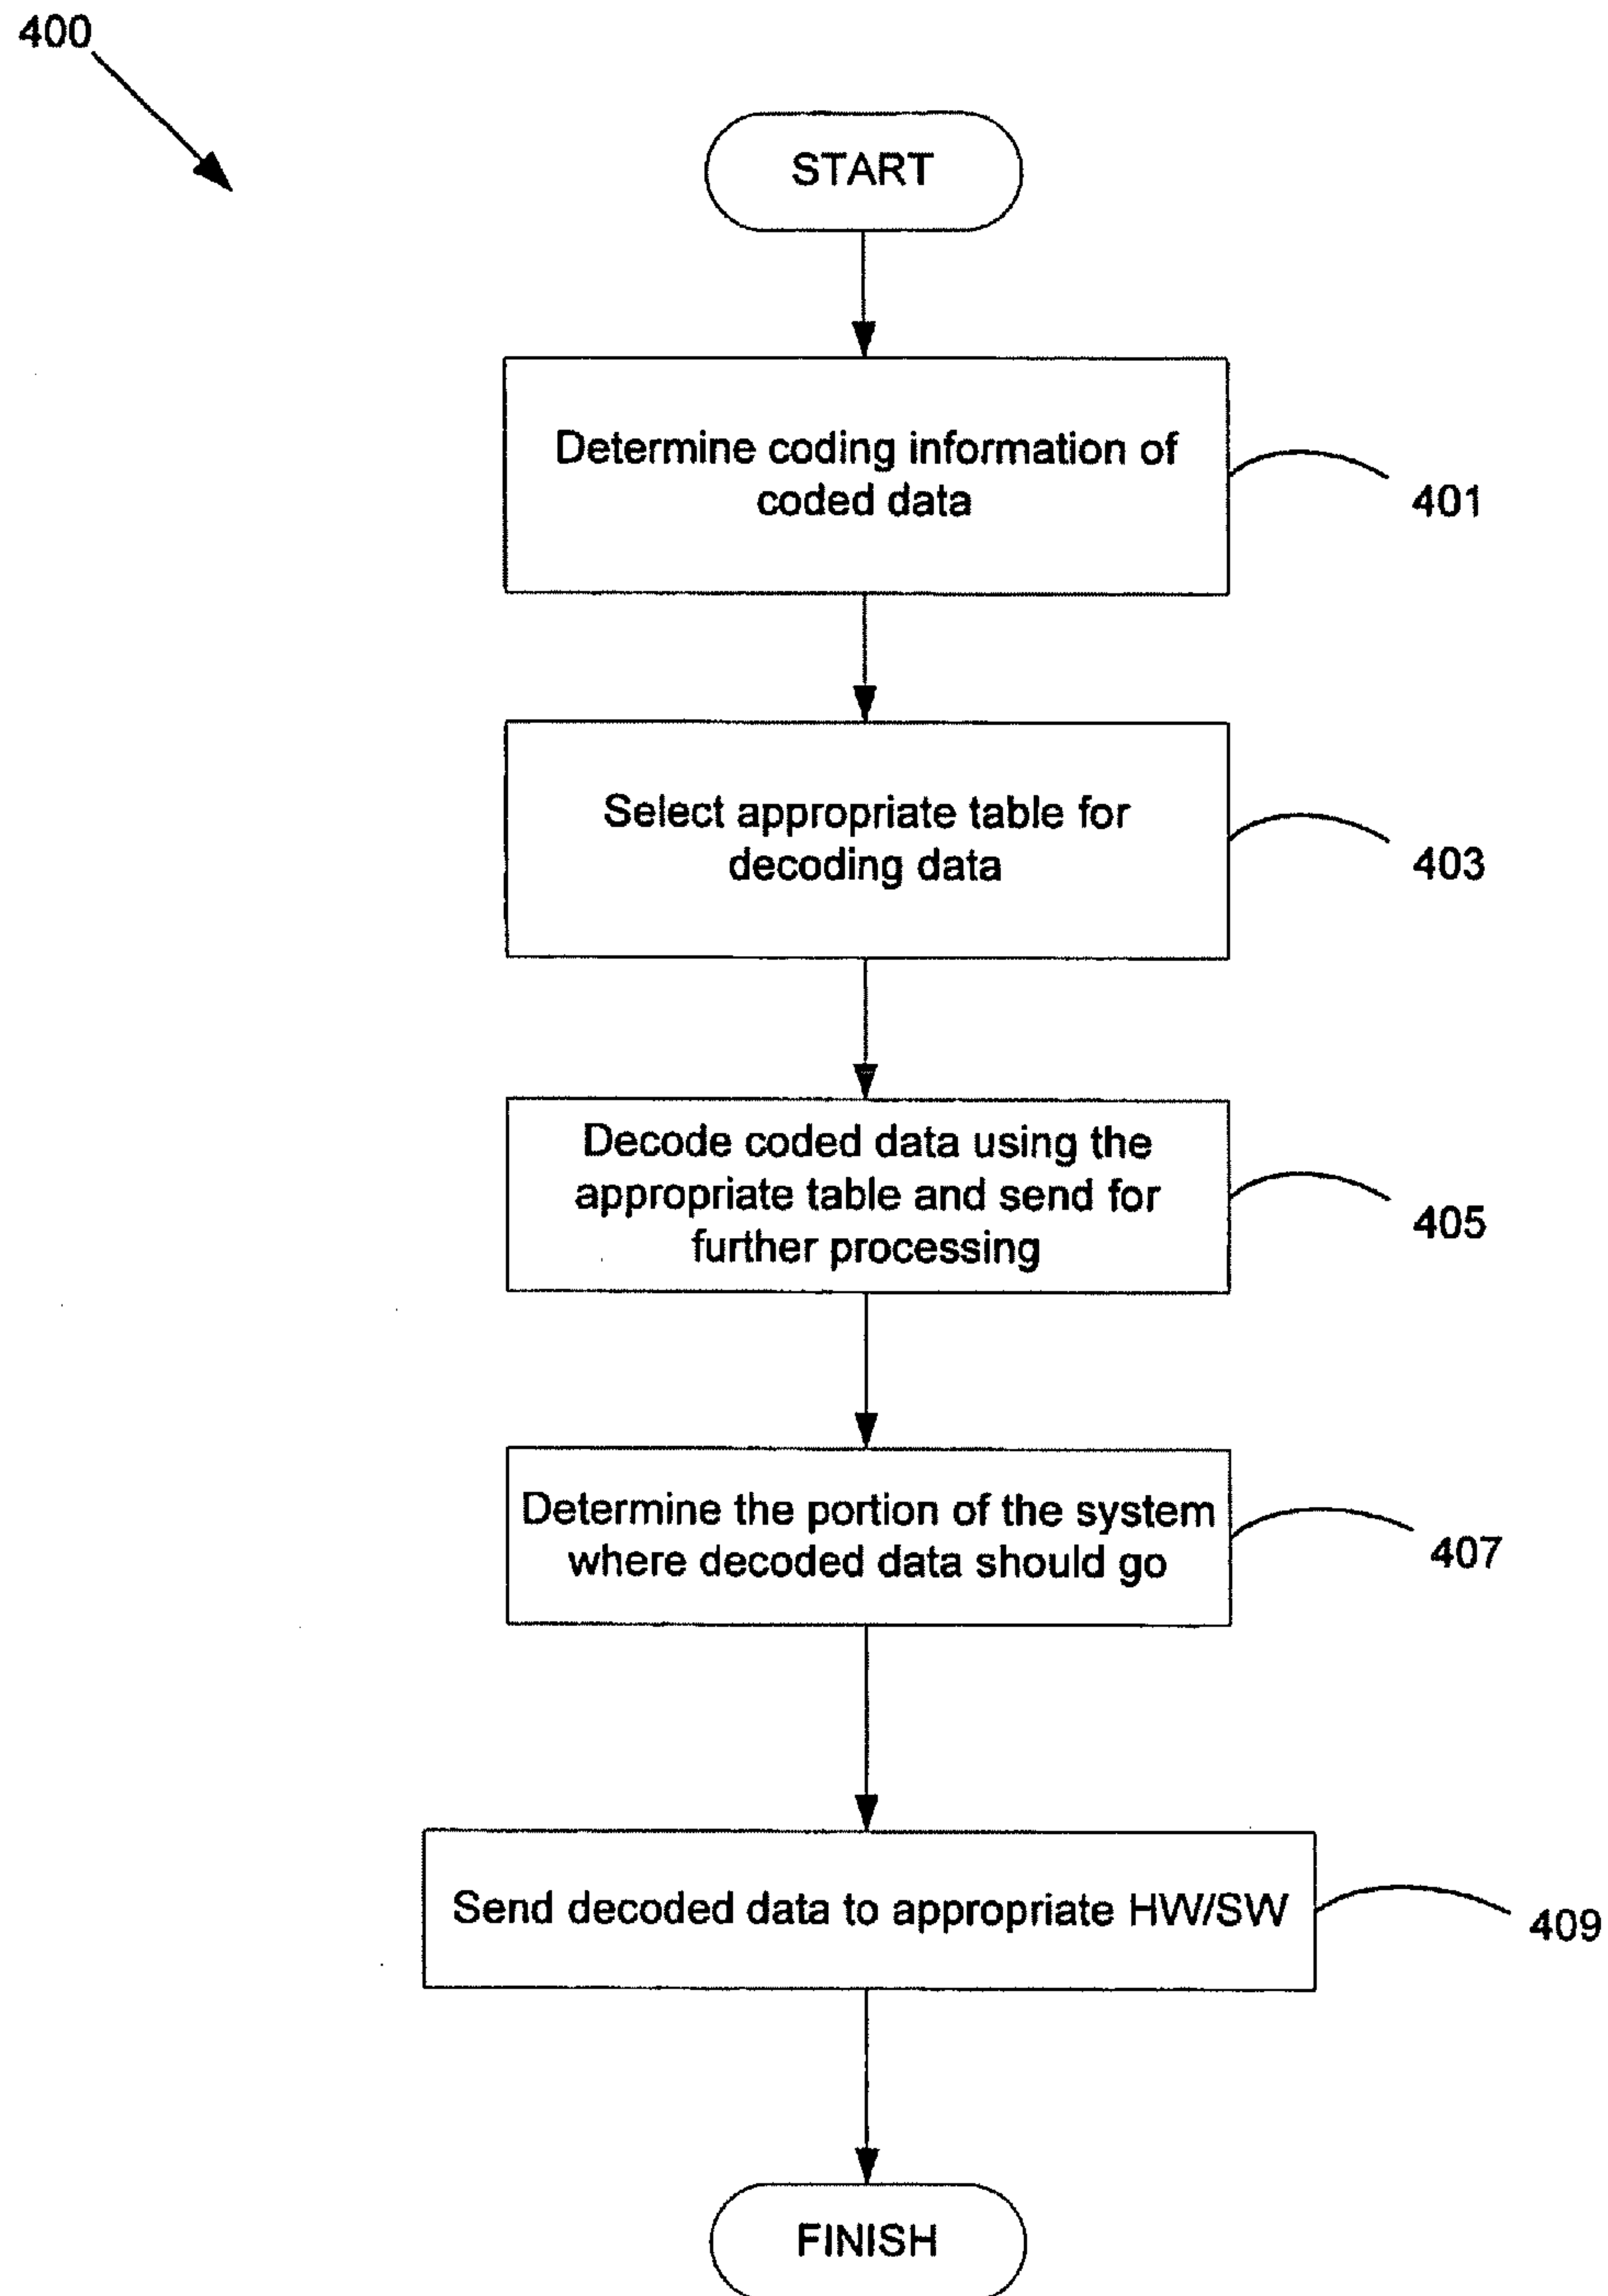 400
START
Determine coding information of
coded data
401
Select appropriate table for
decoding data
403
Decode coded data using the
appropriate table and send for
further processing
405
Determine the portion of the system
where decoded data should go
407
Send decoded data to appropriate HW/SW
409
FINISH